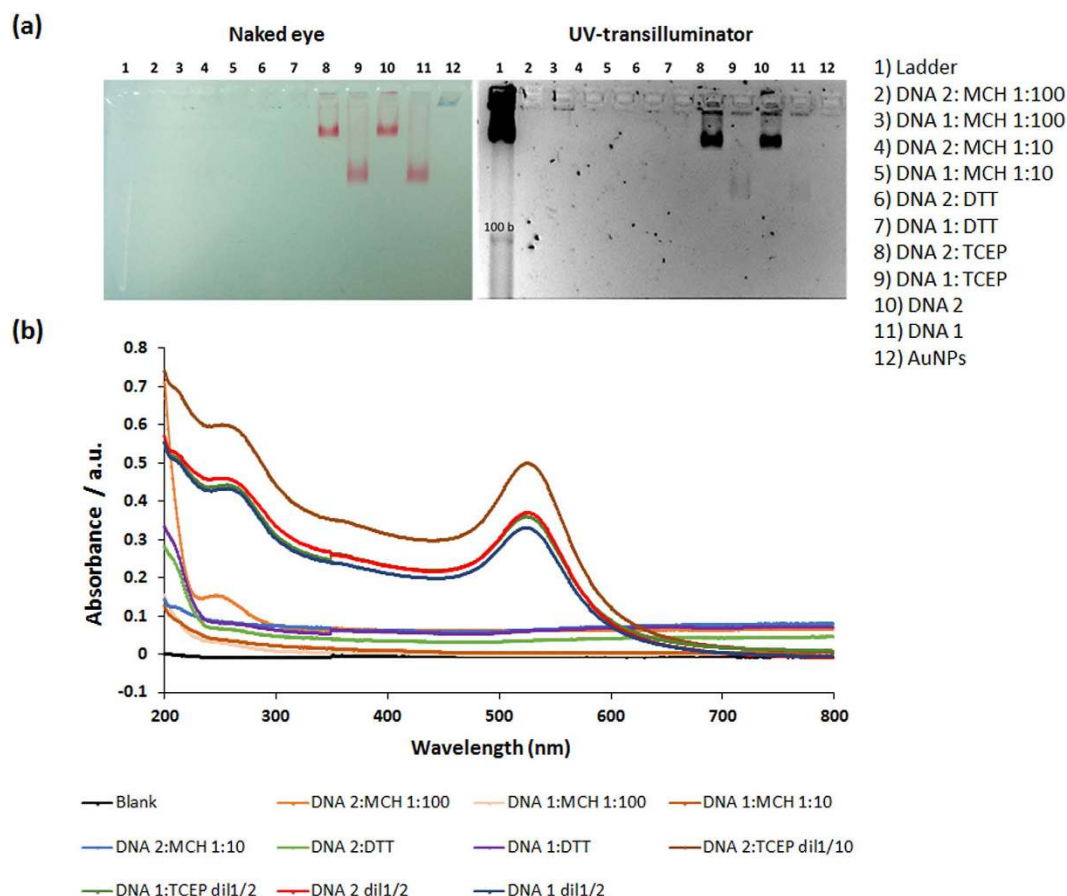 (a)
Naked eye
UV-transilluminator
1 2 3 4 5 6 7 8 9 10 11 12
1 2 3 4 5 6 7 8 9 10 11 12
100 b
1) Ladder
2) DNA 2: MCH 1:100
3) DNA 1: MCH 1:100
4) DNA 2: MCH 1:10
5) DNA 1: MCH 1:10
6) DNA 2: DTT
7) DNA 1: DTT
8) DNA 2: TCEP
9) DNA 1: TCEP
10) DNA 2
11) DNA 1
12) AuNPs
(b)
Absorbance / a.u.
0.8
0.7
0.6
0.5
0.4
0.3
0.2
0.1
0
-0.1
200 300 400 500 600 700 800
Wavelength (nm)
Blank DNA 2:MCH 1:100 DNA 1:MCH 1:100 DNA 1:MCH 1:10
DNA 2:MCH 1:10 DNA 2:DTT DNA 1:DTT DNA 2:TCEP dil1/10
DNA 1:TCEP dil1/2 DNA 2 dil1/2 DNA 1 dil1/2